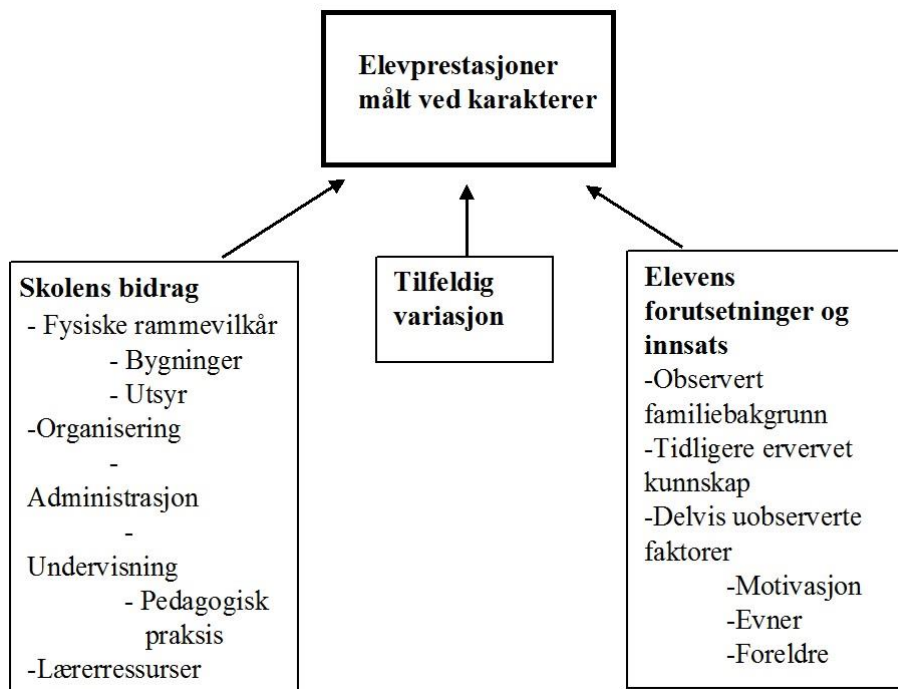 Elevprestasjoner
målt ved karakterer
Skolens bidrag
- Fysiske rammevilkår
- Bygninger
- Utsyr
-Organisering
-
Administrasjon
-
Undervisning
- Pedagogisk
praksis
-Lærerressurser
Tilfeldig
variasjon
Elevens
forutsetninger og
innsats
-Observert
familiebakgrunn
-Tidligere ervervet
kunnskap
-Delvis uobserverte
faktorer
-Motivasjon
-Evner
-Foreldre